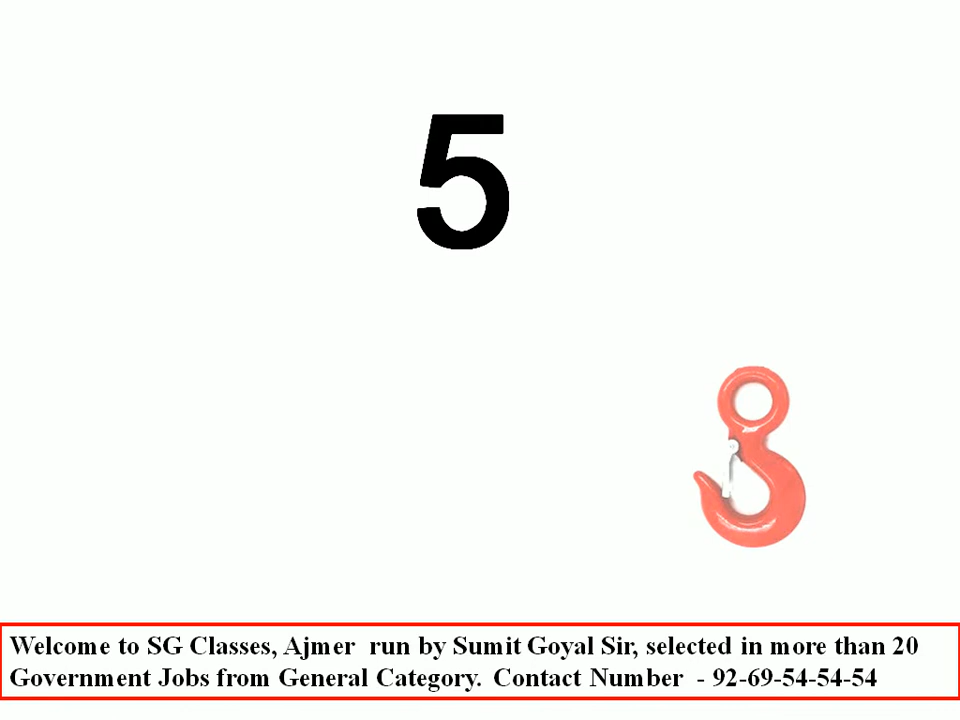 5
Welcome to SG Classes, Ajmer run by Sumit Goyal Sir, selected in more than 20
Government Jobs from General Category. Contact Number - 92-69-54-54-54